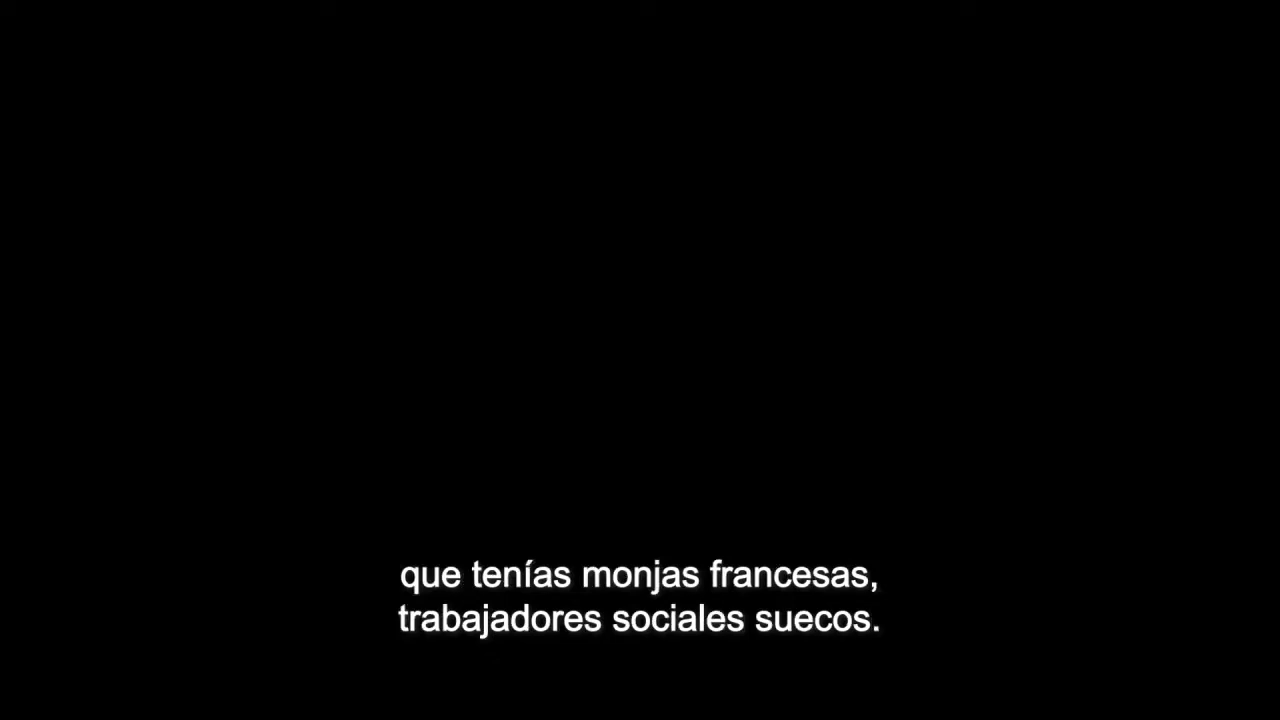 que tenías monjas francesas,
trabajadores sociales suecos.